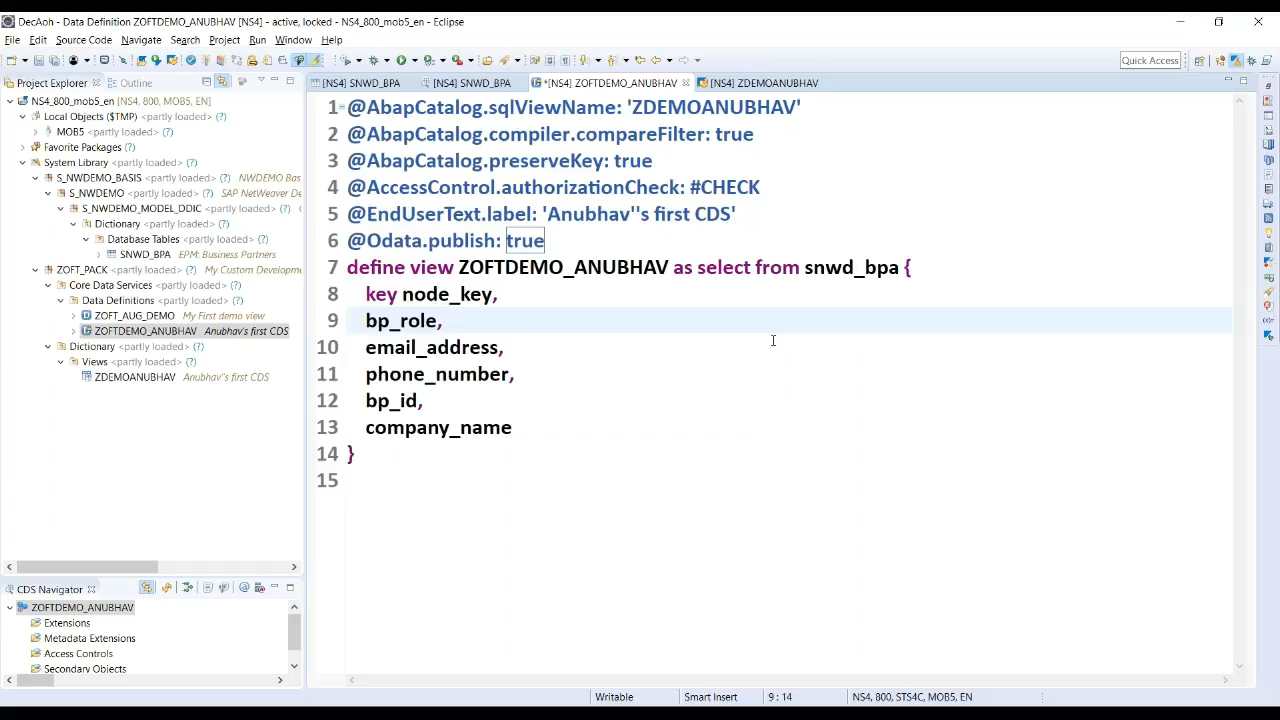 DecAoh - Data Definition ZOFTDEMO_ANUBHAV [NS4] - active, locked - NS4_800_mob5_en - Eclipse
File Edit Source Code Navigate Search Project Run Window Help
Quick Access
Project Explorer Outline
NS4_800_mob5_en [NS4, 800, MOB5, EN]
Local Objects ($TMP) (partly loaded) (?)
MOB5 (partly loaded) (?)
Favorite Packages (?)
System Library (partly loaded) (?)
S_NWDEMO_BASIS (partly loaded) (?) NWDEMO Bas
S_NWDEMO (partly loaded) (?) SAP NetWeaver De
S_NWDEMO_MODEL_DDIC (partly loaded) (?)
Dictionary (partly loaded) (?)
Database Tables (partly loaded) (?)
SNWD_BPA EPM: Business Partners
ZOFT_PACK (partly loaded) (?) My Custom Developme
Core Data Services (partly loaded) (?)
Data Definitions (partly loaded) (?)
ZOFT_AUG_DEMO My First demo view
ZOFTDEMO_ANUBHAV Anubhav's first CDS
Dictionary (partly loaded) (?)
Views (partly loaded) (?)
ZDEMOANUBHAV Anubhav''s first CDS
CDS Navigator
ZOFTDEMO_ANUBHAV
Extensions
Metadata Extensions
Access Controls
Secondary Objects
[NS4] SNWD_BPA [NS4] SNWD_BPA *[NS4] ZOFTDEMO_ANUBHAV [NS4] ZDEMOANUBHAV
1 @AbapCatalog.sqlViewName: 'ZDEMOANUBHAV'
2 @AbapCatalog.compiler.compareFilter: true
3 @AbapCatalog.preserveKey: true
4 @AccessControl.authorizationCheck: #CHECK
5 @EndUserText.label: 'Anubhav''s first CDS'
6 @Odata.publish: true
7 define view ZOFTDEMO_ANUBHAV as select from snwd_bpa {
8 key node_key,
9 bp_role,
10 email_address,
11 phone_number,
12 bp_id,
13 company_name
14 }
15
Writable Smart Insert 9 : 14 NS4, 800, STS4C, MOB5, EN